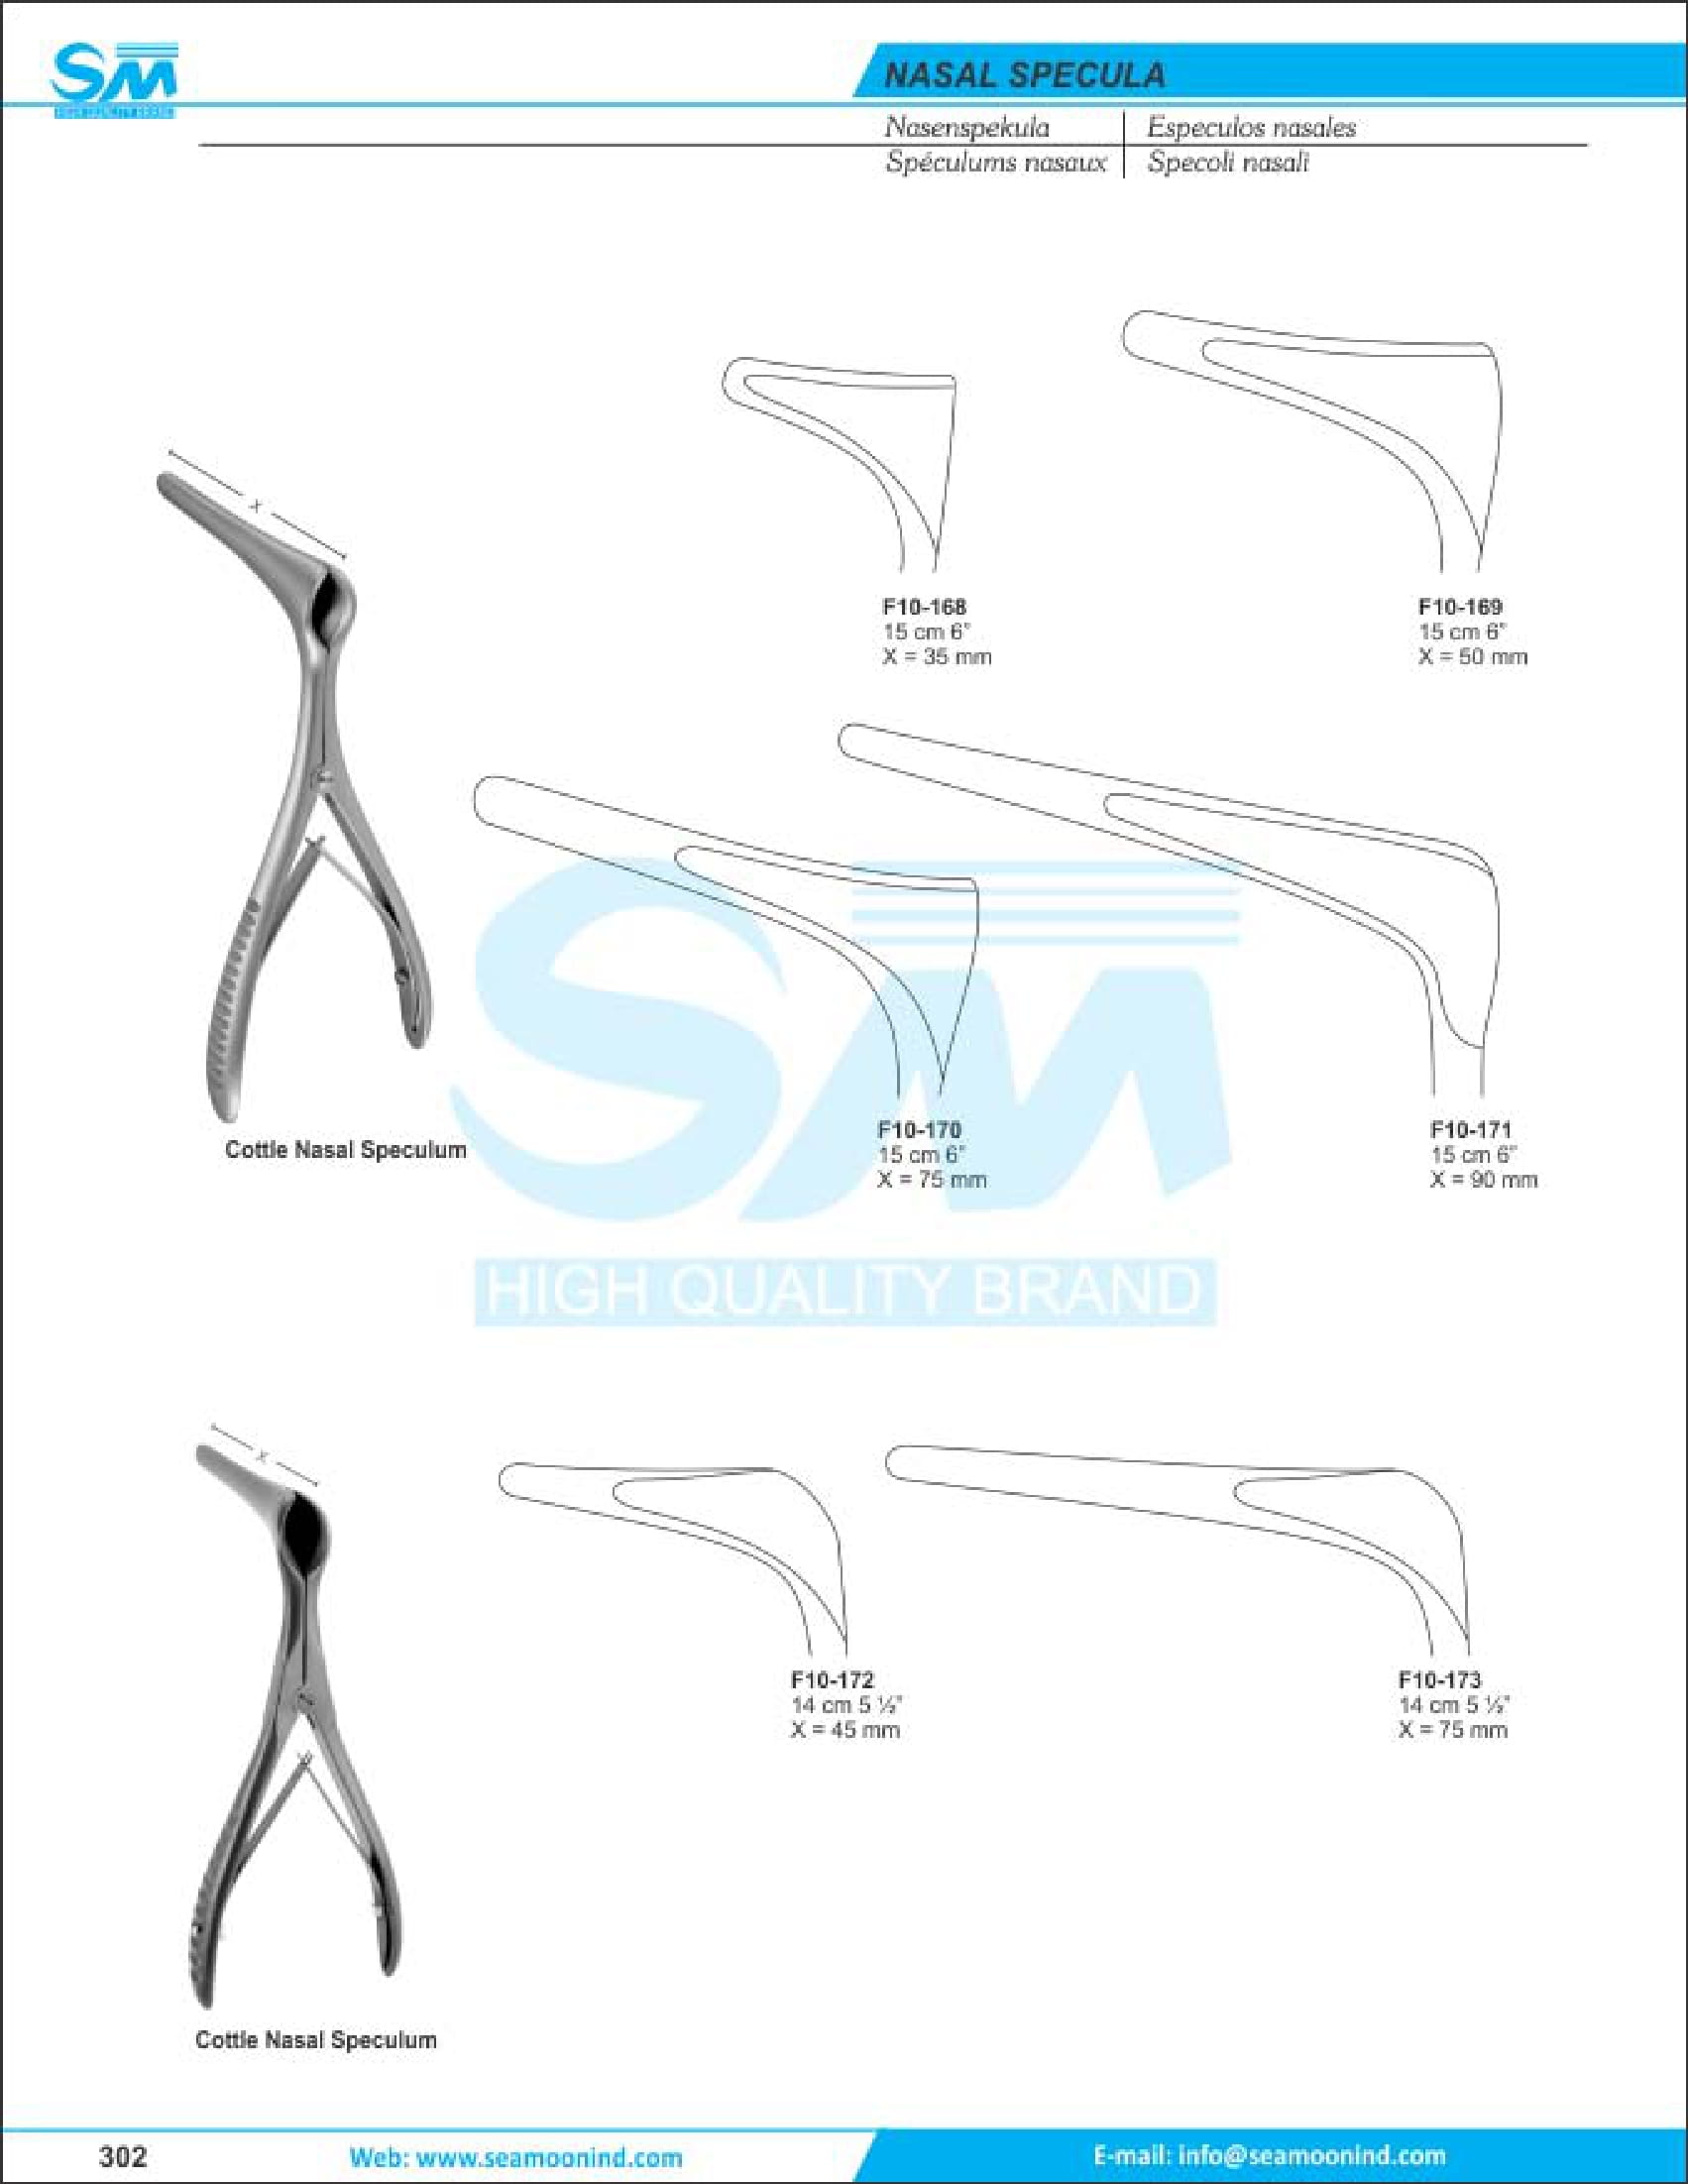 SM
NASAL SPECULA
Nasenspekula
Especulos nasales
Spéculums nasaux
Specoli nasali
X
F10-168
15 cm 6"
X = 35 mm
F10-169
15 cm 6"
X = 50 mm
F10-170
15 cm 6"
X = 75 mm
F10-171
15 cm 6"
X = 90 mm
Cottle Nasal Speculum
SM
HIGH QUALITY BRAND
X
F10-172
14 cm 5 ½"
X = 45 mm
F10-173
14 cm 5 ½"
X = 75 mm
Cottle Nasal Speculum
302
Web: www.seamoonind.com
E-mail: info@seamoonind.com